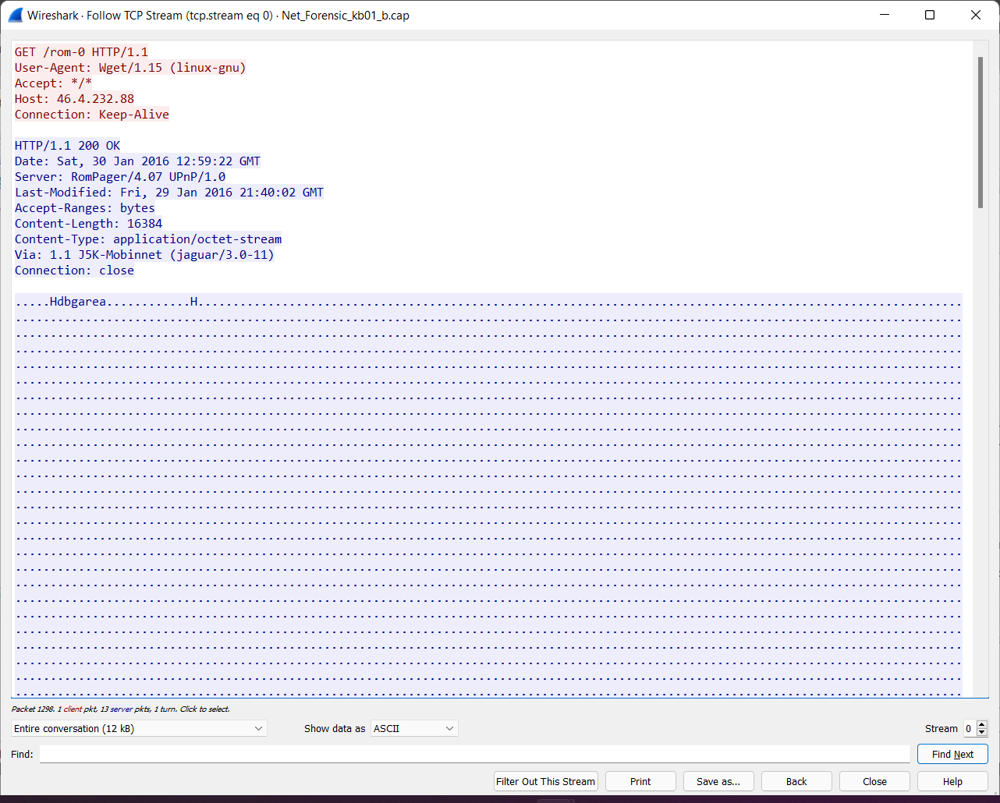 Wireshark · Follow TCP Stream (tcp.stream eq 0) · Net_Forensic_kb01_b.cap
GET /rom-0 HTTP/1.1
User-Agent: Wget/1.15 (linux-gnu)
Accept: */*
Host: 46.4.232.88
Connection: Keep-Alive
HTTP/1.1 200 OK
Date: Sat, 30 Jan 2016 12:59:22 GMT
Server: RomPager/4.07 UPnP/1.0
Last-Modified: Fri, 29 Jan 2016 21:40:02 GMT
Accept-Ranges: bytes
Content-Length: 16384
Content-Type: application/octet-stream
Via: 1.1 J5K-Mobinnet (jaguar/3.0-11)
Connection: close
.....Hdbgarea............H.............................................................................................................
Packet 1298. 1 client pkt, 13 server pkts, 1 turn. Click to select.
Entire conversation (12 kB) Show data as ASCII Stream 0
Find: Find Next
Filter Out This Stream Print Save as... Back Close Help